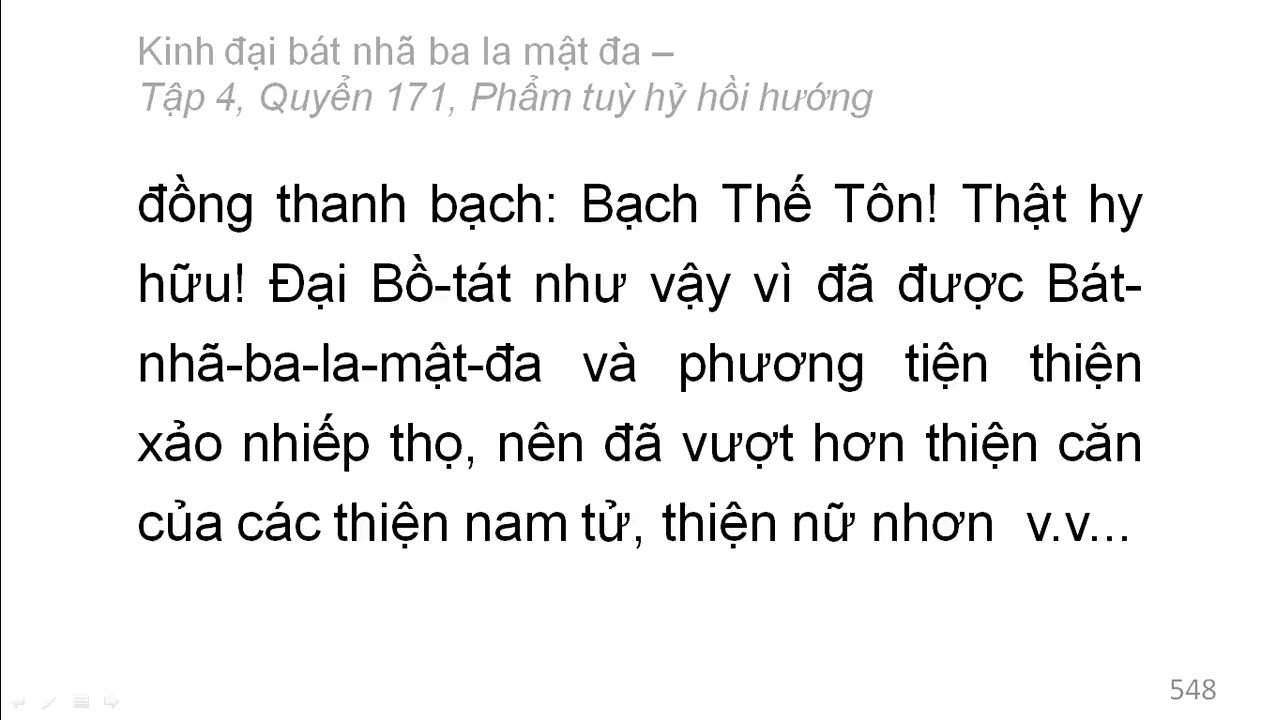 Kinh đại bát nhã ba la mật đa –
Tập 4, Quyển 171, Phẩm tuỳ hỷ hồi hướng
đồng thanh bạch: Bạch Thế Tôn! Thật hy
hữu! Đại Bồ-tát như vậy vì đã được Bát-
nhã-ba-la-mật-đa và phương tiện thiện
xảo nhiếp thọ, nên đã vượt hơn thiện căn
của các thiện nam tử, thiện nữ nhơn v.v...
548